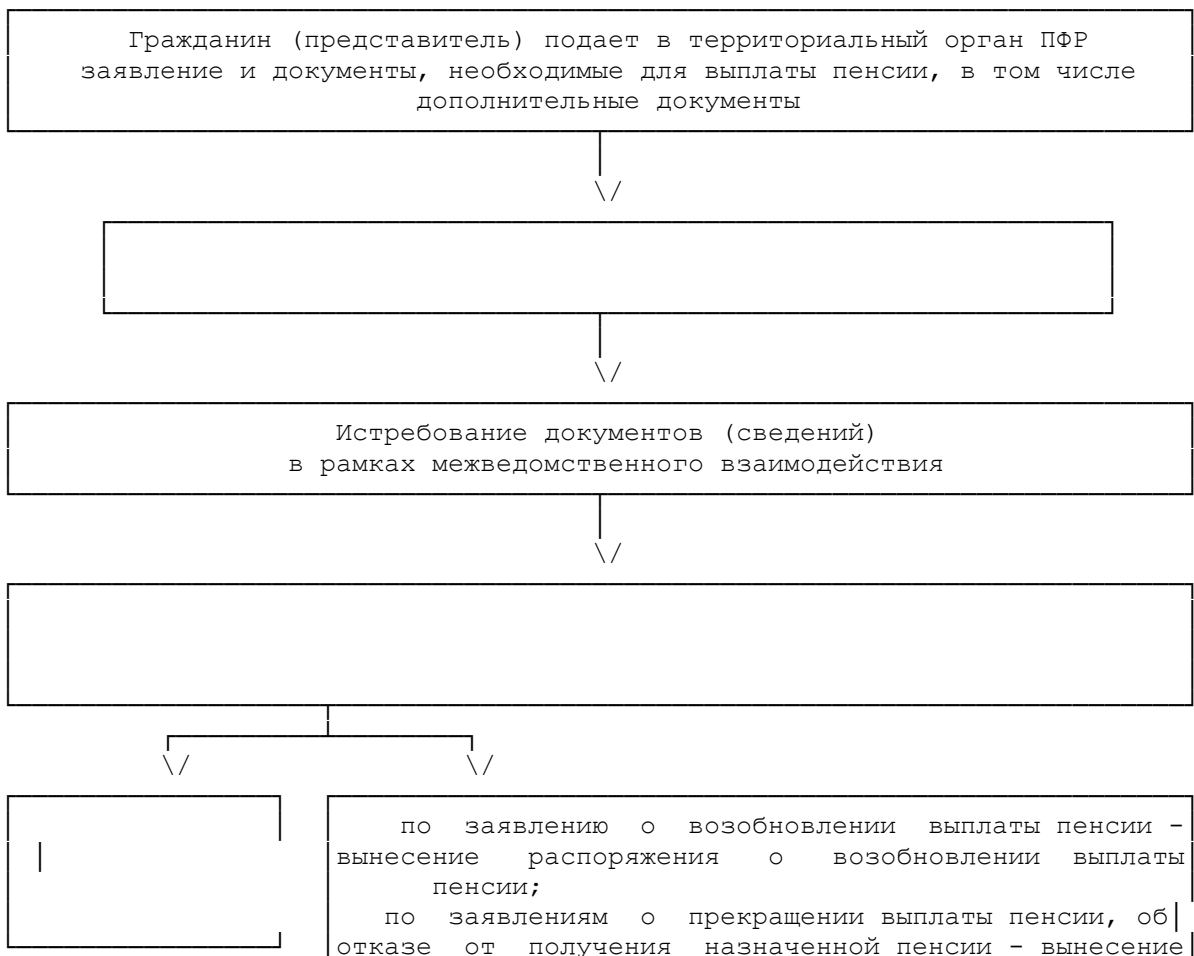 Гражданин (представитель) подает в территориальный орган ПФР
заявление и документы, необходимые для выплаты пенсии, в том числе
дополнительные документы
Истребование документов (сведений)
в рамках межведомственного взаимодействия
по заявлению о возобновлении выплаты пенсии -
вынесение распоряжения о возобновлении выплаты
пенсии;
по заявлениям о прекращении выплаты пенсии, об
отказе от получения назначенной пенсии - вынесение